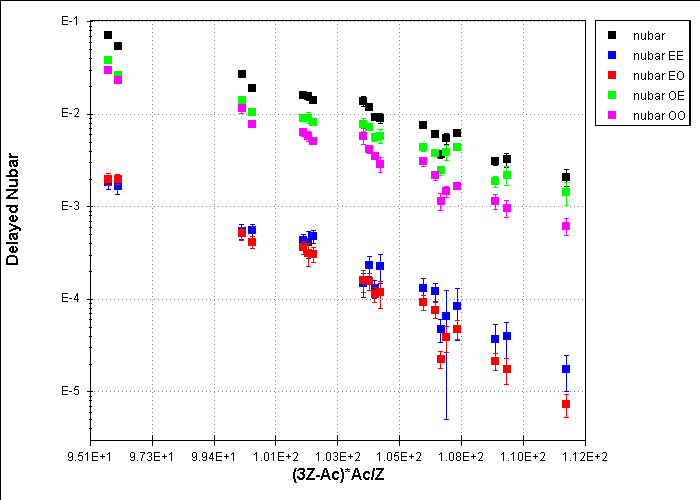 E-1
E-2
E-3
E-4
E-5
Delayed Nubar
9.51E+1 9.73E+1 9.94E+1 1.01E+2 1.03E+2 1.05E+2 1.08E+2 1.10E+2 1.12E+2
(3Z-Ac)*Ac/Z
nubar
nubar EE
nubar EO
nubar OE
nubar OO